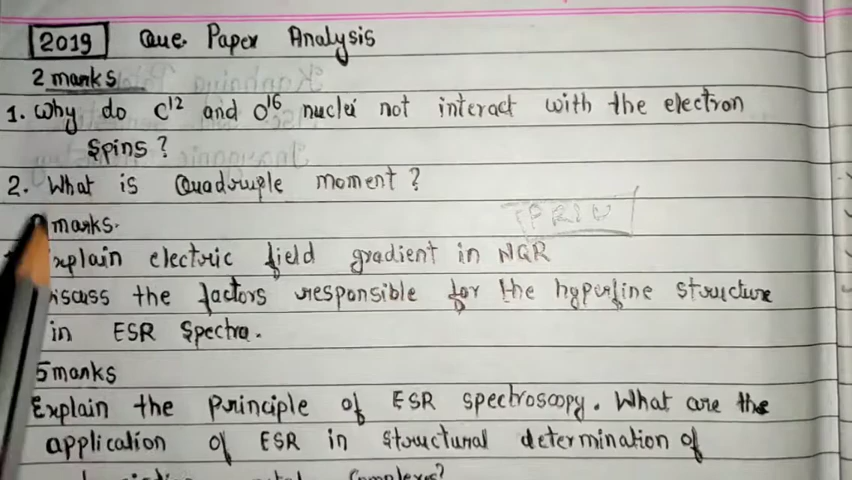 2019 Que. Paper Analysis
2 marks
1. Why do C12 and O16 nuclei not interact with the electron
spins?
2. What is Quadruple moment?
marks.
xplain electric field gradient in NQR
iscuss the factors responsible for the hyperfine structure
in ESR Spectra.
5 marks
Explain the principle of ESR spectroscopy. What are the
application of ESR in structural determination of
complexes?